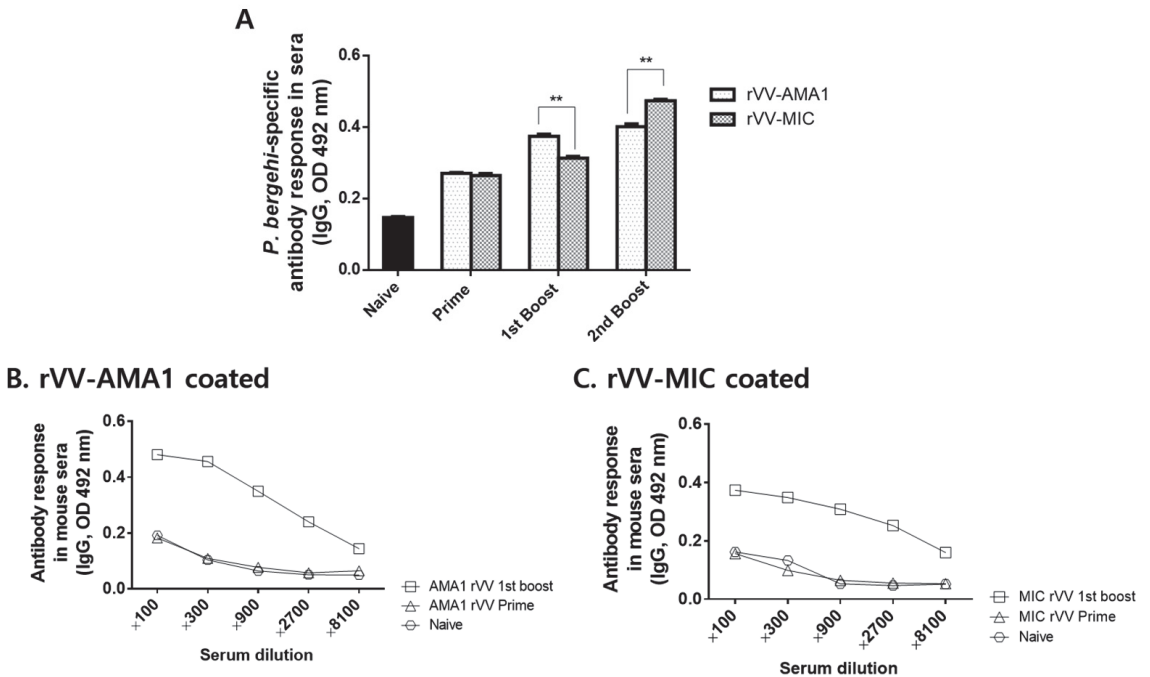 A
P. bergehi-specific
antibody response in sera
(IgG, OD 492 nm)
0.6
0.4
0.2
0.0
**
**
rVV-AMA1
rVV-MIC
Naive
Prime
1st Boost
2nd Boost
B. rVV-AMA1 coated
Antibody response
in mouse sera
(IgG, OD 492 nm)
0.6
0.4
0.2
0.0
÷100
÷300
÷900
÷2700
÷8100
Serum dilution
AMA1 rVV 1st boost
AMA1 rVV Prime
Naive
C. rVV-MIC coated
Antibody response
in mouse sera
(IgG, OD 492 nm)
0.6
0.4
0.2
0.0
÷100
÷300
÷900
÷2700
÷8100
Serum dilution
MIC rVV 1st boost
MIC rVV Prime
Naive